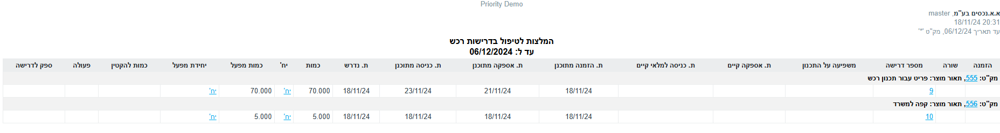 Priority Demo
א.א.נכסים בע"מ, master
18/11/24 20:31
עד תאריך 06/12/24, מק"ט '*'
המלצות לטיפול בדרישות רכש
עד ל: 06/12/2024
הזמנה שורה מספר דרישה משפיעה על התכנון ת. אספקה קיים ת. כניסה למלאי קיים ת. הזמנה מתוכנן ת. אספקה מתוכנן ת. כניסה מתוכנן ת. נדרש כמות יח' כמות מפעל יחידת מפעל כמות להקטין פעולה ספק לדרישה
מק"ט: 555, תאור מוצר: פריט עבור תכנון רכש
9 18/11/24 21/11/24 23/11/24 18/11/24 70.000 יח' 70.000 יח'
מק"ט: 556, תאור מוצר: קפה למשרד
10 18/11/24 18/11/24 18/11/24 18/11/24 5.000 יח' 5.000 יח'